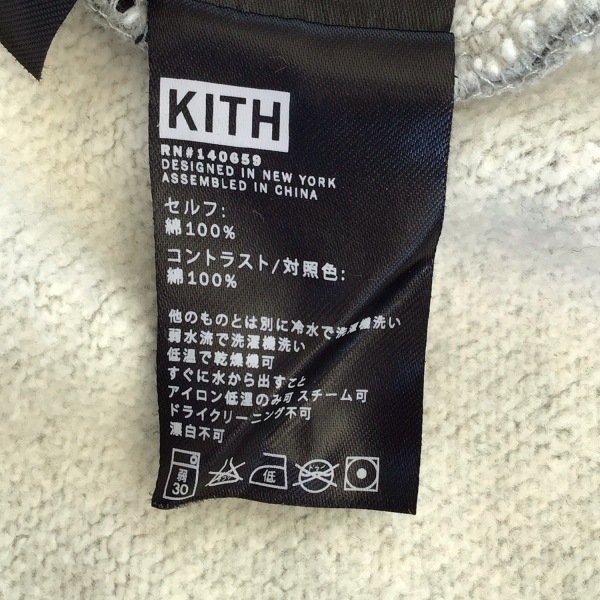 KITH
RN#140659
DESIGNED IN NEW YORK
ASSEMBLED IN CHINA
セルフ:
綿100%
コントラスト/対照色:
綿100%
他のものとは別に冷水で洗濯機洗い
弱水流で洗濯機洗い
低温で乾燥機可
すぐに水から出すこと
アイロン低温のみ可 スチーム可
ドライクリーニング不可
漂白不可
弱 低
30